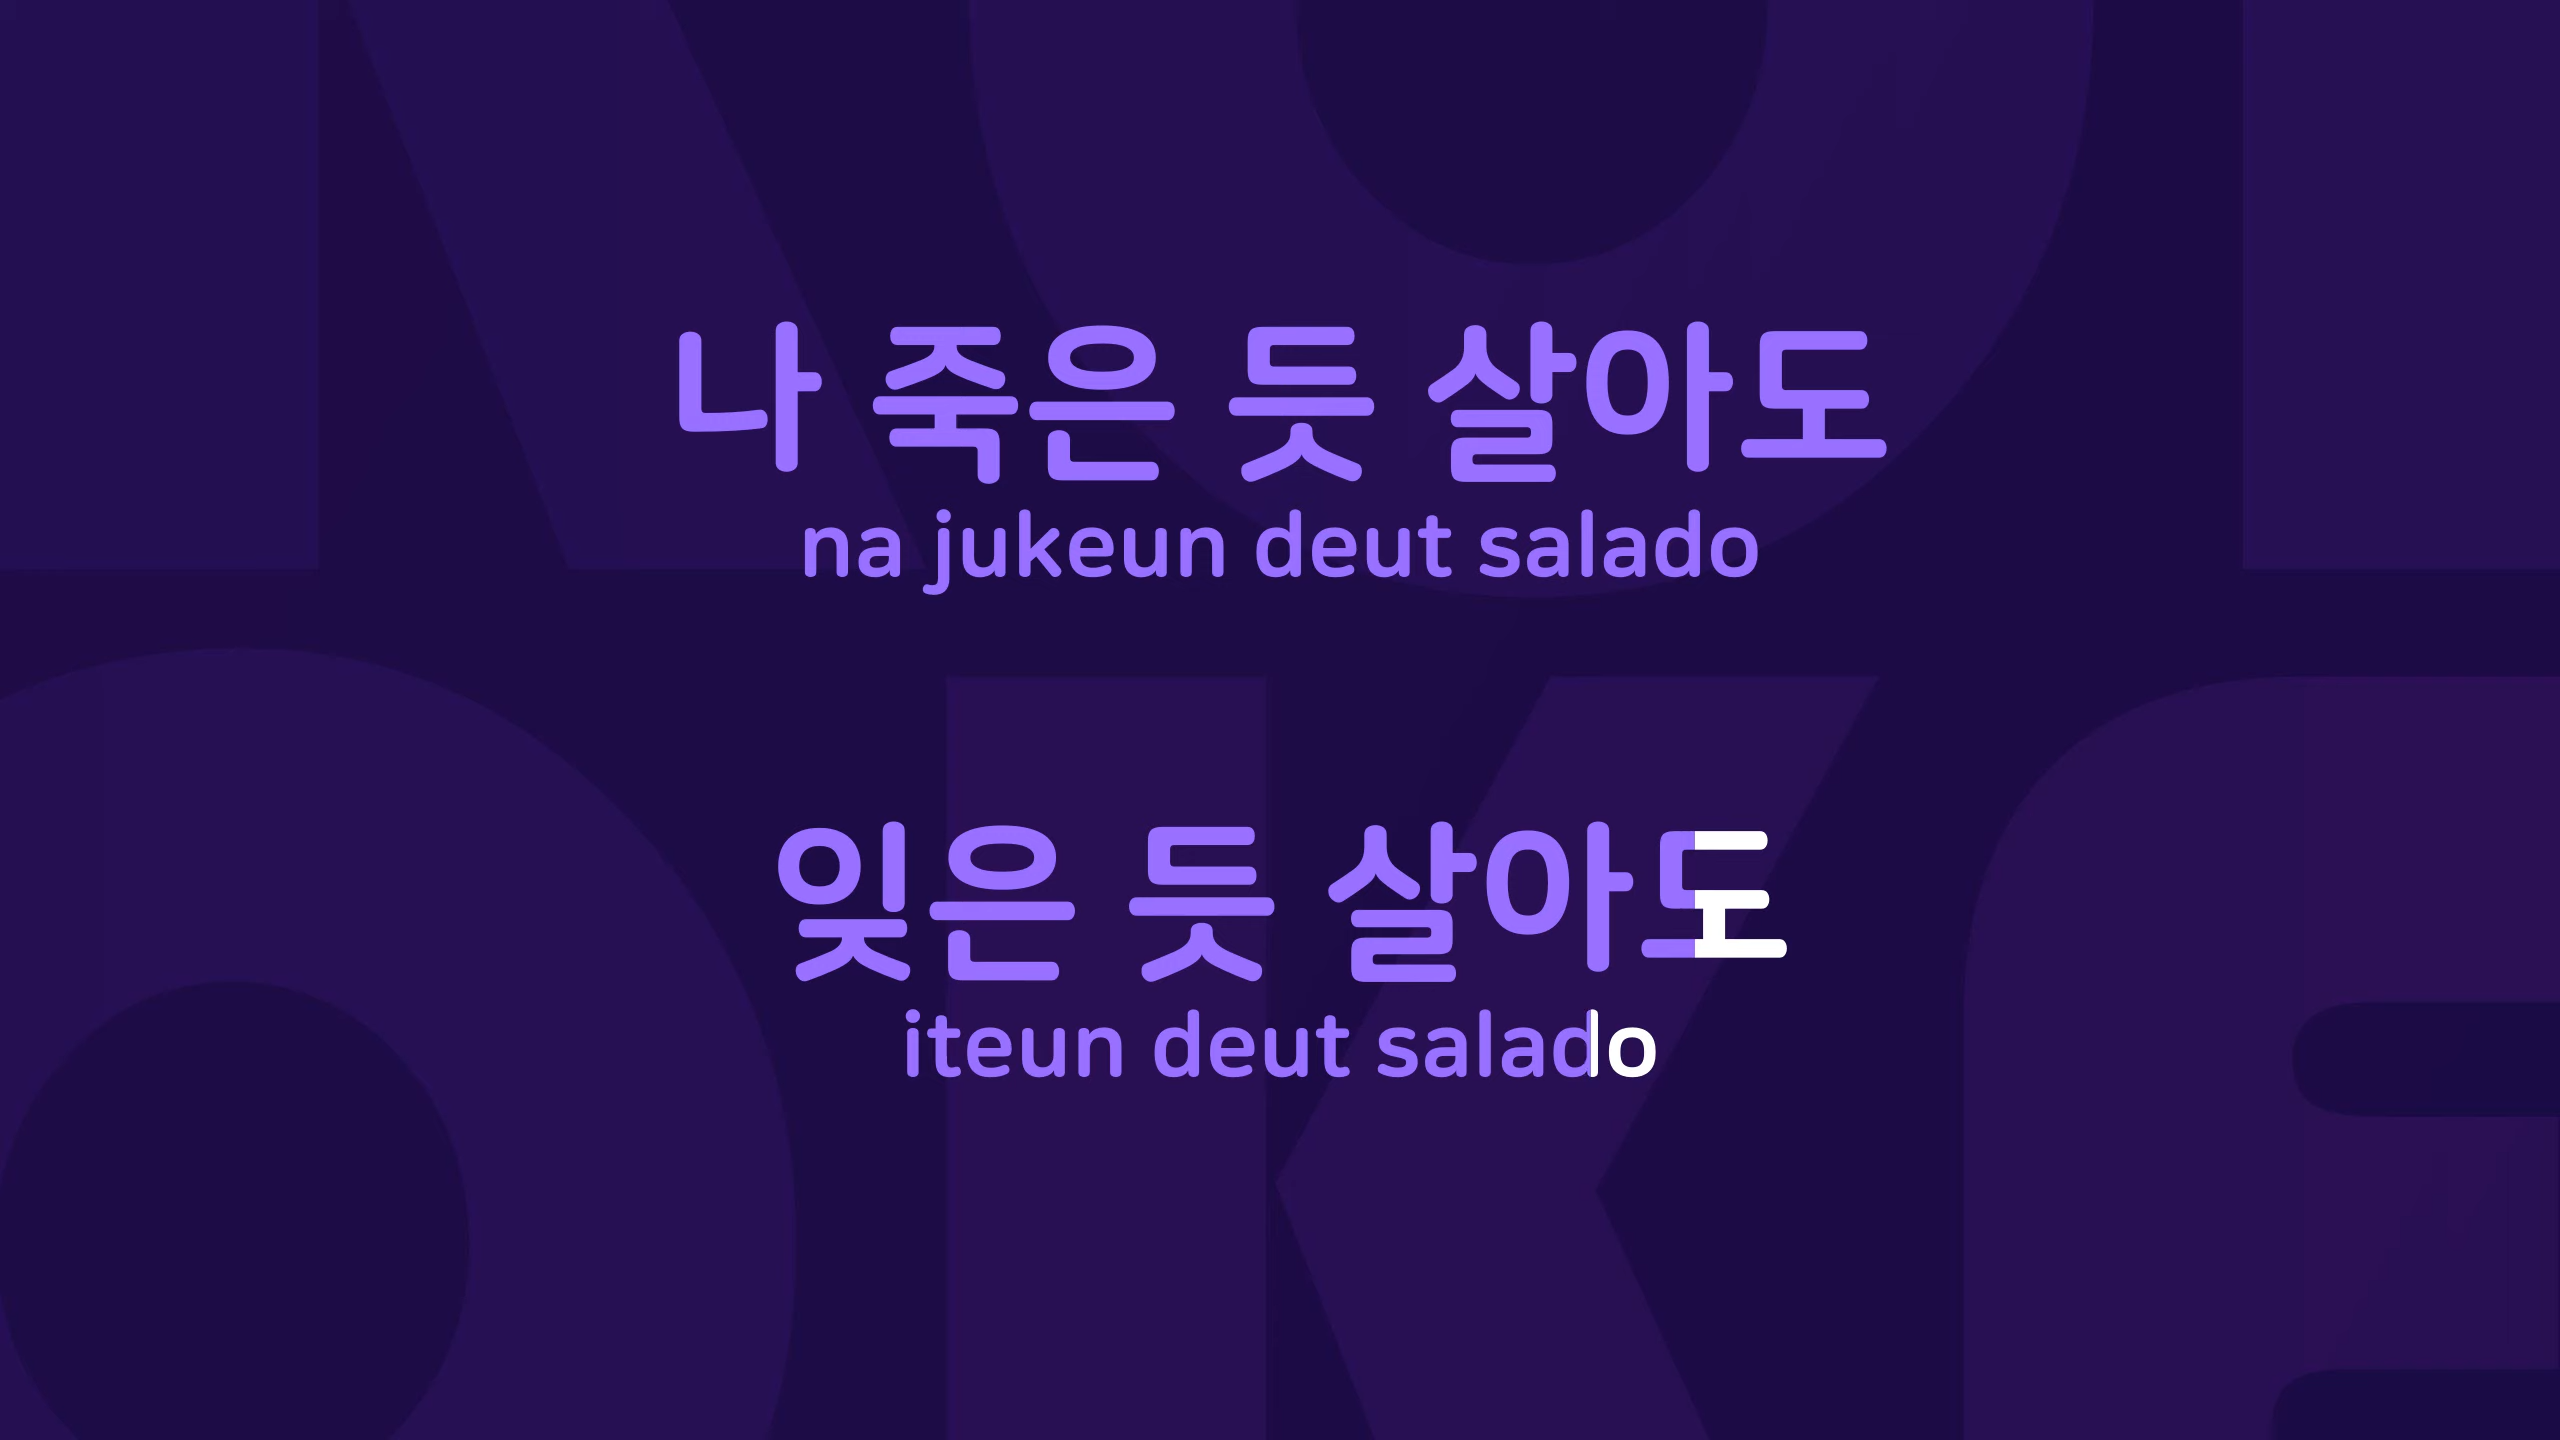 나 죽은 듯 살아도
na jukeun deut salado
잊은 듯 살아도
iteun deut salado